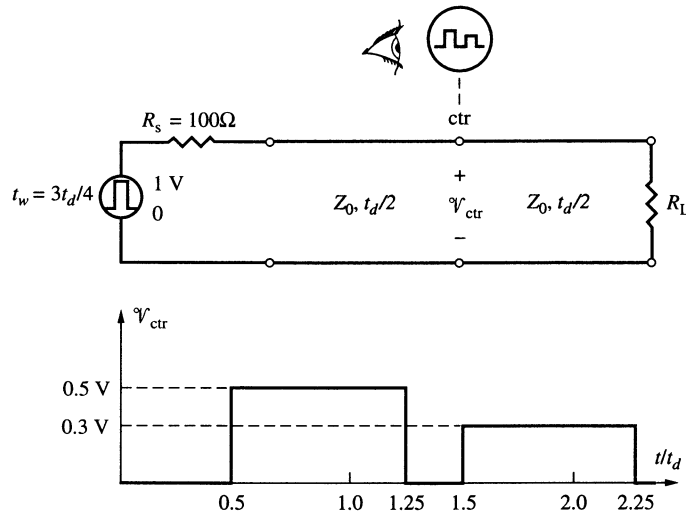 ctr
R_s = 100Ω
t_w = 3t_d/4
1 V
0
Z_0, t_d/2
+
𝒱_ctr
−
Z_0, t_d/2
R_L
𝒱_ctr
0.5 V
0.3 V
t/t_d
0.5
1.0
1.25
1.5
2.0
2.25